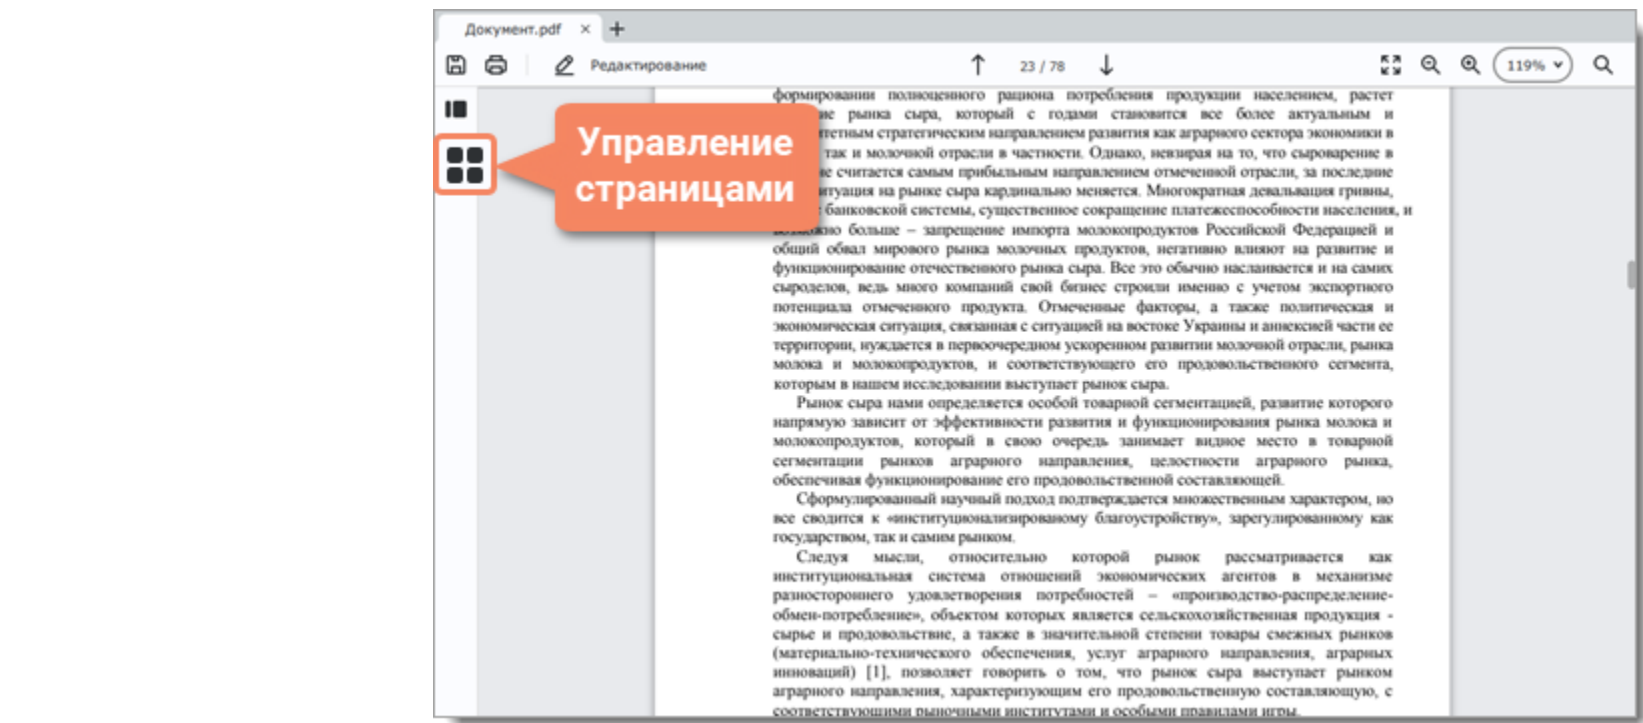 Документ.pdf
Редактирование
23 / 78
119%
формировании полноценного рациона потребления продукции населением, растет
Управление
страницами
рынка сыра, который с годами становится все более актуальным и
стратегическим направлением развития как аграрного сектора экономики в
так и молочной отрасли в частности. Однако, невзирая на то, что сыроварение в
считается самым прибыльным направлением отмеченной отрасли, за последние
на рынке сыра кардинально меняется. Многократная девальвация гривны,
банковской системы, существенное сокращение платежеспособности населения, и
больше – запрещение импорта молокопродуктов Российской Федерацией и
общий обвал мирового рынка молочных продуктов, негативно влияют на развитие и
функционирование отечественного рынка сыра. Все это обычно наслаивается и на самих
сыроделов, ведь много компаний свой бизнес строили именно с учетом экспортного
потенциала отмеченного продукта. Отмеченные факторы, а также политическая и
экономическая ситуация, связанная с ситуацией на востоке Украины и аннексией части ее
территории, нуждается в первоочередном ускоренном развитии молочной отрасли, рынка
молока и молокопродуктов, и соответствующего его продовольственного сегмента,
которым в нашем исследовании выступает рынок сыра.
Рынок сыра нами определяется особой товарной сегментацией, развитие которого
напрямую зависит от эффективности развития и функционирования рынка молока и
молокопродуктов, который в свою очередь занимает видное место в товарной
сегментации рынков аграрного направления, целостности аграрного рынка,
обеспечивая функционирование его продовольственной составляющей.
Сформулированный научный подход подтверждается множественным характером, но
все сводится к «институционализированому благоустройству», зарегулированному как
государством, так и самим рынком.
Следуя мысли, относительно которой рынок рассматривается как
институциональная система отношений экономических агентов в механизме
разностороннего удовлетворения потребностей – «производство-распределение-
обмен-потребление», объектом которых является сельскохозяйственная продукция -
сырье и продовольствие, а также в значительной степени товары смежных рынков
(материально-технического обеспечения, услуг аграрного направления, аграрных
инноваций) [1], позволяет говорить о том, что рынок сыра выступает рынком
аграрного направления, характеризующим его продовольственную составляющую, с
соответствующими рыночными институтами и особыми правилами игры.